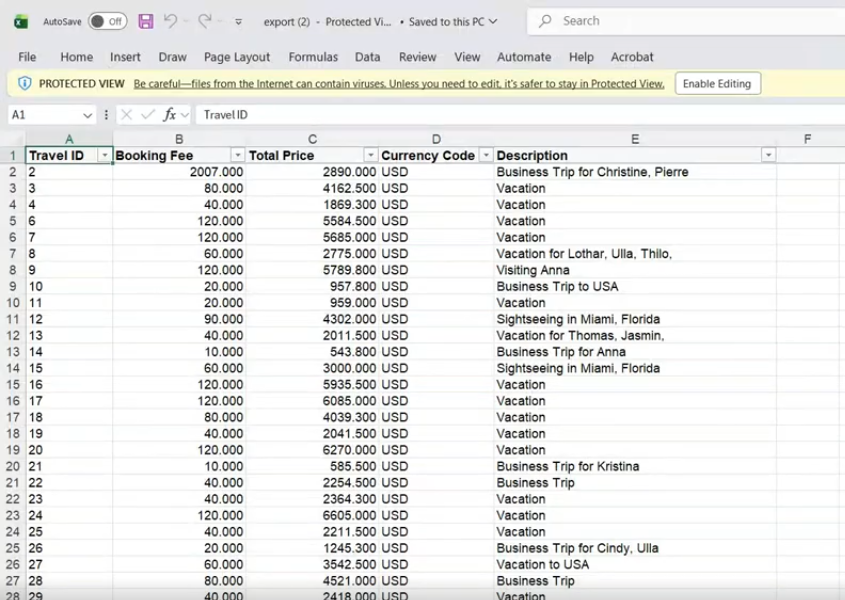 AutoSave Off export (2) - Protected Vi... • Saved to this PC Search
File Home Insert Draw Page Layout Formulas Data Review View Automate Help Acrobat
PROTECTED VIEW Be careful—files from the Internet can contain viruses. Unless you need to edit, it's safer to stay in Protected View. Enable Editing
A1 fx Travel ID
A B C D E F
1 Travel ID Booking Fee Total Price Currency Code Description
2 2 2007.000 2890.000 USD Business Trip for Christine, Pierre
3 3 80.000 4162.500 USD Vacation
4 4 40.000 1869.300 USD Vacation
5 6 120.000 5584.500 USD Vacation
6 7 120.000 5685.000 USD Vacation
7 8 60.000 2775.000 USD Vacation for Lothar, Ulla, Thilo,
8 9 120.000 5789.800 USD Visiting Anna
9 10 20.000 957.800 USD Business Trip to USA
10 11 20.000 959.000 USD Vacation
11 12 90.000 4302.000 USD Sightseeing in Miami, Florida
12 13 40.000 2011.500 USD Vacation for Thomas, Jasmin,
13 14 10.000 543.800 USD Business Trip for Anna
14 15 60.000 3000.000 USD Sightseeing in Miami, Florida
15 16 120.000 5935.500 USD Vacation
16 17 120.000 6085.000 USD Vacation
17 18 80.000 4039.300 USD Vacation
18 19 40.000 2041.500 USD Vacation
19 20 120.000 6270.000 USD Vacation
20 21 10.000 585.500 USD Business Trip for Kristina
21 22 40.000 2254.500 USD Business Trip
22 23 40.000 2364.300 USD Vacation
23 24 120.000 6605.000 USD Vacation
24 25 40.000 2211.500 USD Vacation
25 26 20.000 1245.300 USD Business Trip for Cindy, Ulla
26 27 60.000 3542.500 USD Vacation to USA
27 28 80.000 4521.000 USD Business Trip
28 29 40.000 2418.000 USD Vacation